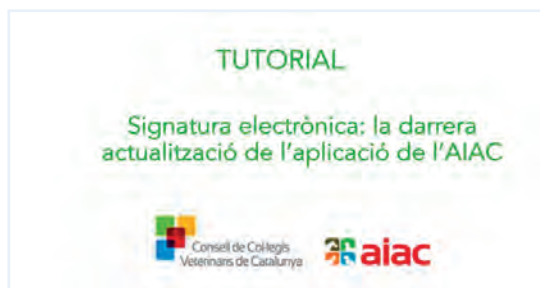 TUTORIAL
Signatura electrònica: la darrera
actualització de l'aplicació de l'AIAC
Consell de Col·legis
Veterinaris de Catalunya
aiac